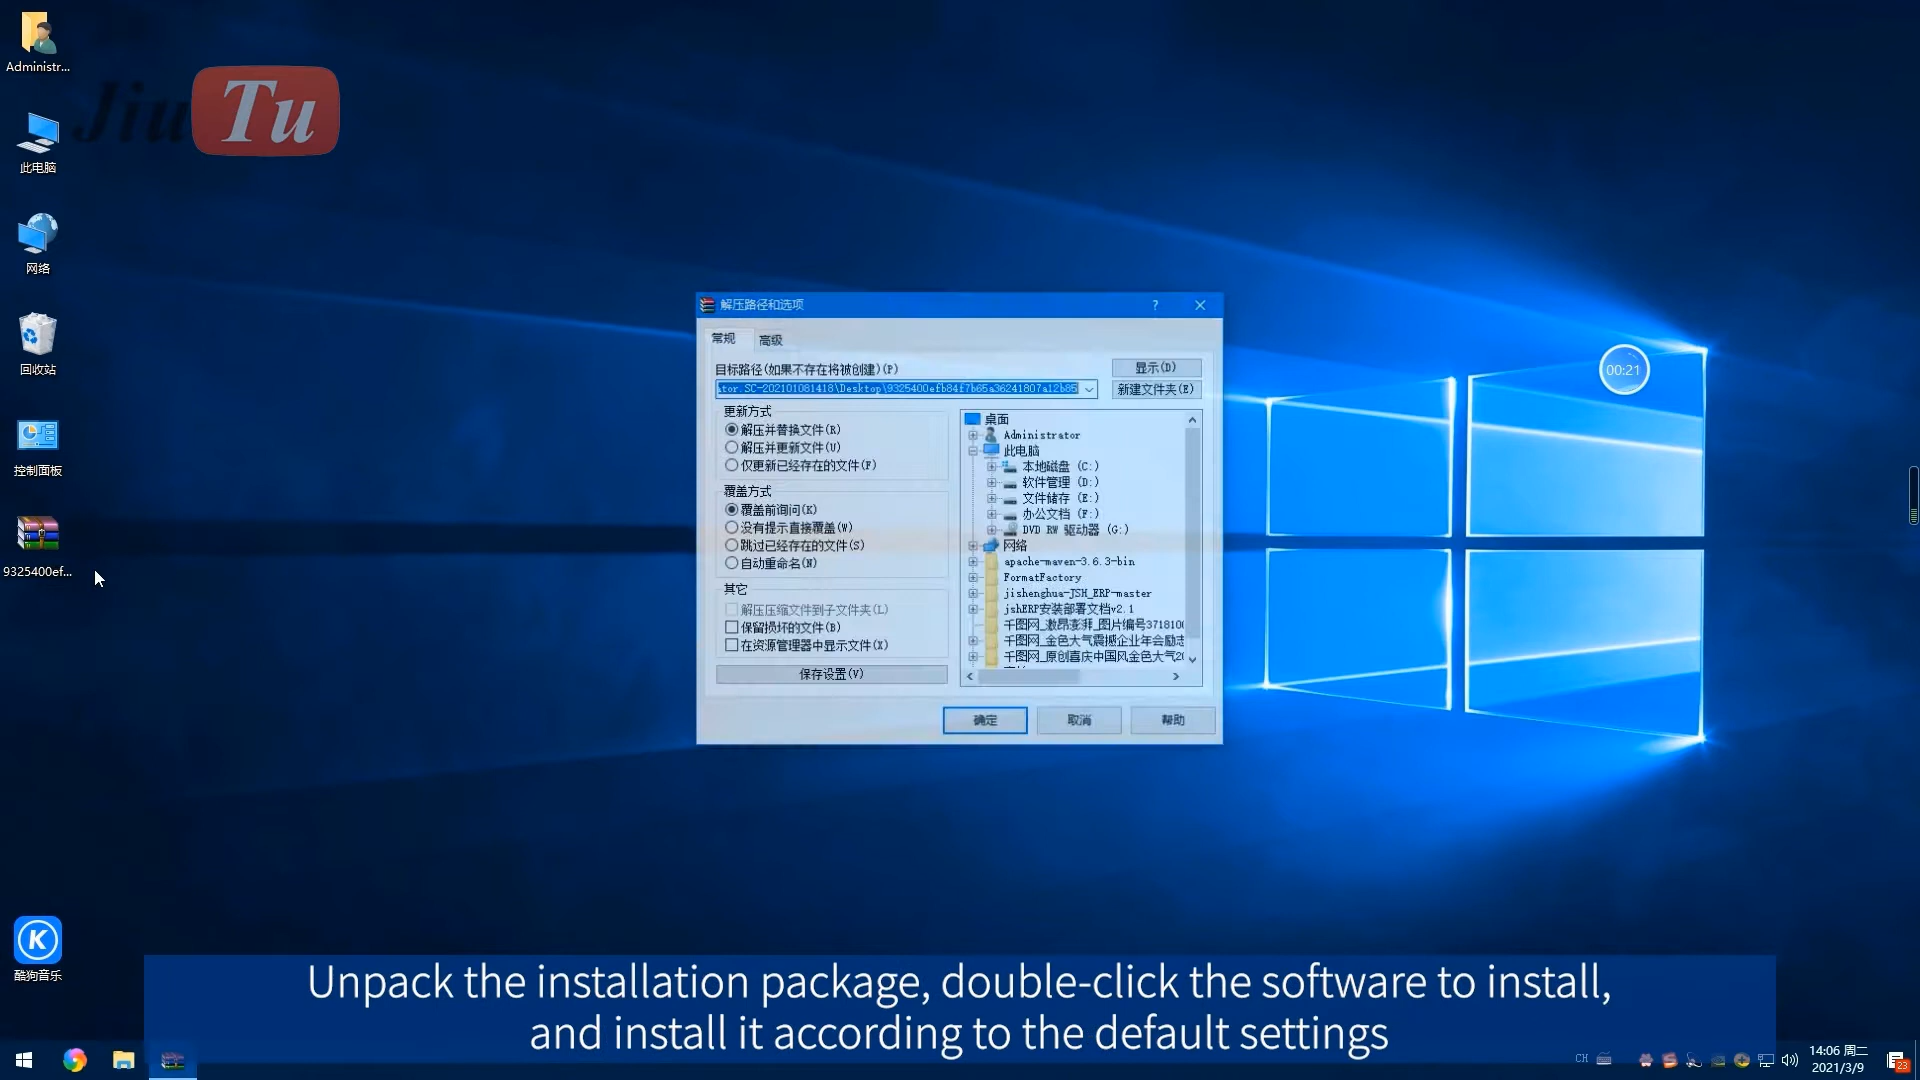 Administr...
JiuTu
此电脑
网络
回收站
控制面板
9325400ef...
酷狗音乐
解压路径和选项
?
常规
高级
目标路径(如果不存在将被创建)(P)
显示(D)
ator.SC-202101081418\Desktop\9325400efb84f7b65a36241807a12b85
新建文件夹(E)
更新方式
解压并替换文件(R)
解压并更新文件(U)
仅更新已经存在的文件(F)
覆盖方式
覆盖前询问(K)
没有提示直接覆盖(W)
跳过已经存在的文件(S)
自动重命名(N)
其它
解压压缩文件到子文件夹(L)
保留损坏的文件(B)
在资源管理器中显示文件(X)
保存设置(V)
桌面
Administrator
此电脑
本地磁盘 (C:)
软件管理 (D:)
文件储存 (E:)
办公文档 (F:)
DVD RW 驱动器 (G:)
网络
apache-maven-3.6.3-bin
FormatFactory
jishenghua-JSH_ERP-master
jshERP安装部署文档v2.1
千图网_激昂澎湃_图片编号3718100
千图网_金色大气震撼企业年会励志
千图网_原创喜庆中国风金色大气20
确定
取消
帮助
00:21
Unpack the installation package, double-click the software to install,
and install it according to the default settings
CH
14:06 周二
2021/3/9
23